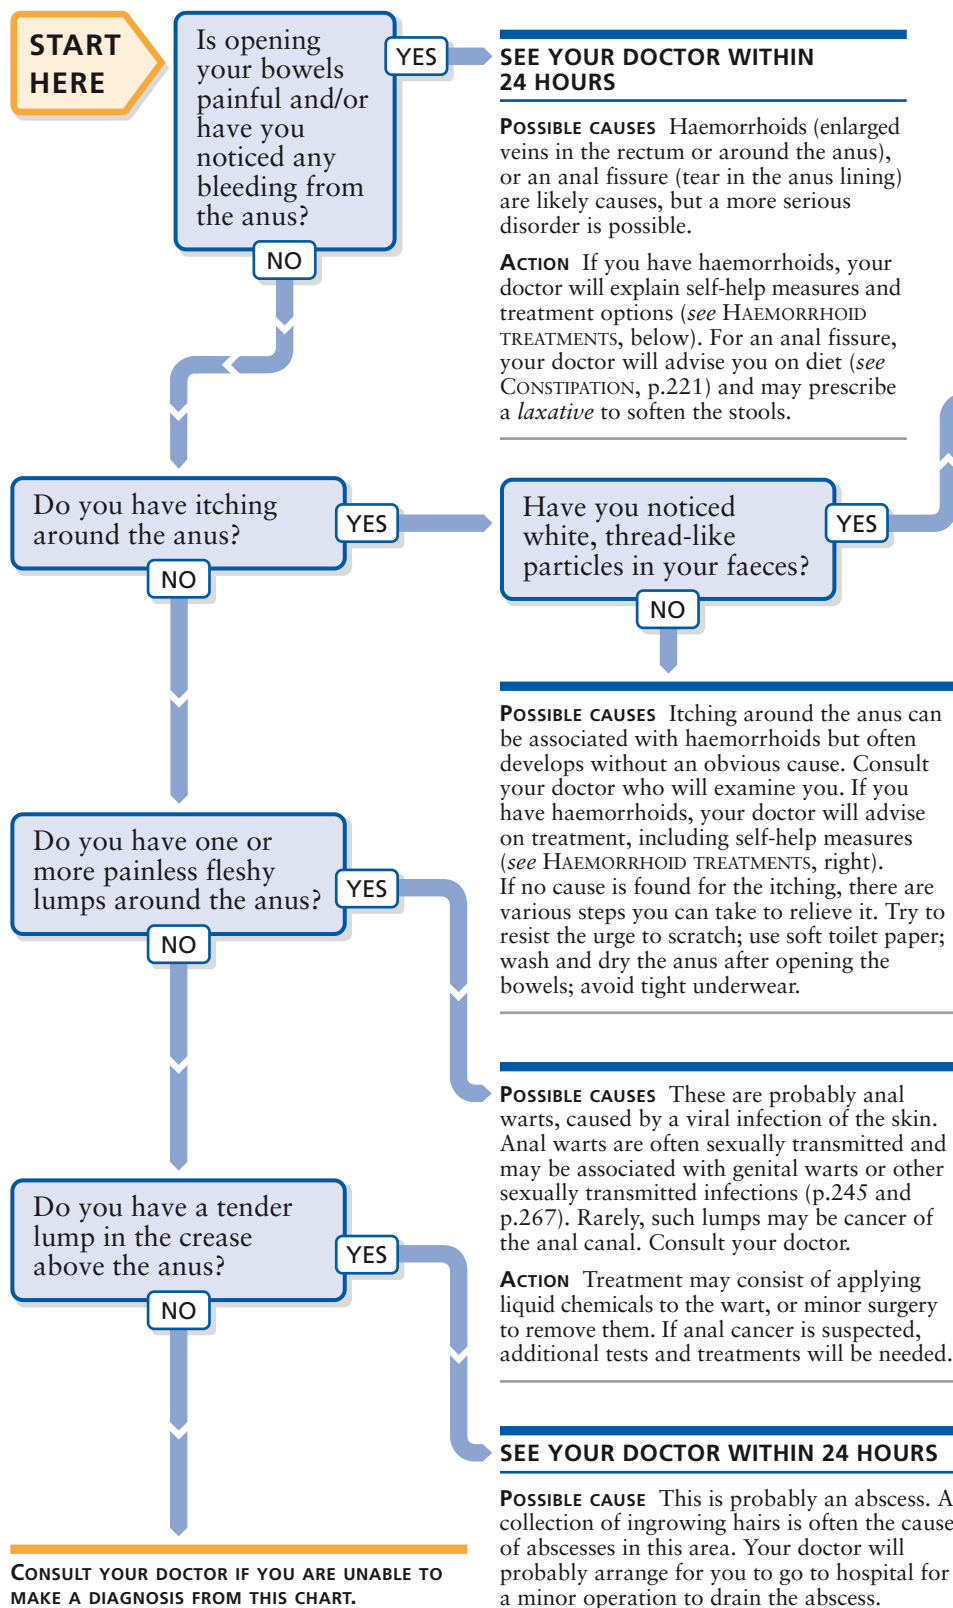 START
HERE
Is opening
your bowels
painful and/or
have you
noticed any
bleeding from
the anus?
YES
NO
SEE YOUR DOCTOR WITHIN
24 HOURS
POSSIBLE CAUSES Haemorrhoids (enlarged
veins in the rectum or around the anus),
or an anal fissure (tear in the anus lining)
are likely causes, but a more serious
disorder is possible.
ACTION If you have haemorrhoids, your
doctor will explain self-help measures and
treatment options (see HAEMORRHOID
TREATMENTS, below). For an anal fissure,
your doctor will advise you on diet (see
CONSTIPATION, p.221) and may prescribe
a laxative to soften the stools.
Do you have itching
around the anus?
YES
NO
Have you noticed
white, thread-like
particles in your faeces?
YES
NO
POSSIBLE CAUSES Itching around the anus can
be associated with haemorrhoids but often
develops without an obvious cause. Consult
your doctor who will examine you. If you
have haemorrhoids, your doctor will advise
on treatment, including self-help measures
(see HAEMORRHOID TREATMENTS, right).
If no cause is found for the itching, there are
various steps you can take to relieve it. Try to
resist the urge to scratch; use soft toilet paper;
wash and dry the anus after opening the
bowels; avoid tight underwear.
Do you have one or
more painless fleshy
lumps around the anus?
YES
NO
POSSIBLE CAUSES These are probably anal
warts, caused by a viral infection of the skin.
Anal warts are often sexually transmitted and
may be associated with genital warts or other
sexually transmitted infections (p.245 and
p.267). Rarely, such lumps may be cancer of
the anal canal. Consult your doctor.
ACTION Treatment may consist of applying
liquid chemicals to the wart, or minor surgery
to remove them. If anal cancer is suspected,
additional tests and treatments will be needed.
Do you have a tender
lump in the crease
above the anus?
YES
NO
SEE YOUR DOCTOR WITHIN 24 HOURS
POSSIBLE CAUSE This is probably an abscess. A
collection of ingrowing hairs is often the cause
of abscesses in this area. Your doctor will
probably arrange for you to go to hospital for
a minor operation to drain the abscess.
CONSULT YOUR DOCTOR IF YOU ARE UNABLE TO
MAKE A DIAGNOSIS FROM THIS CHART.